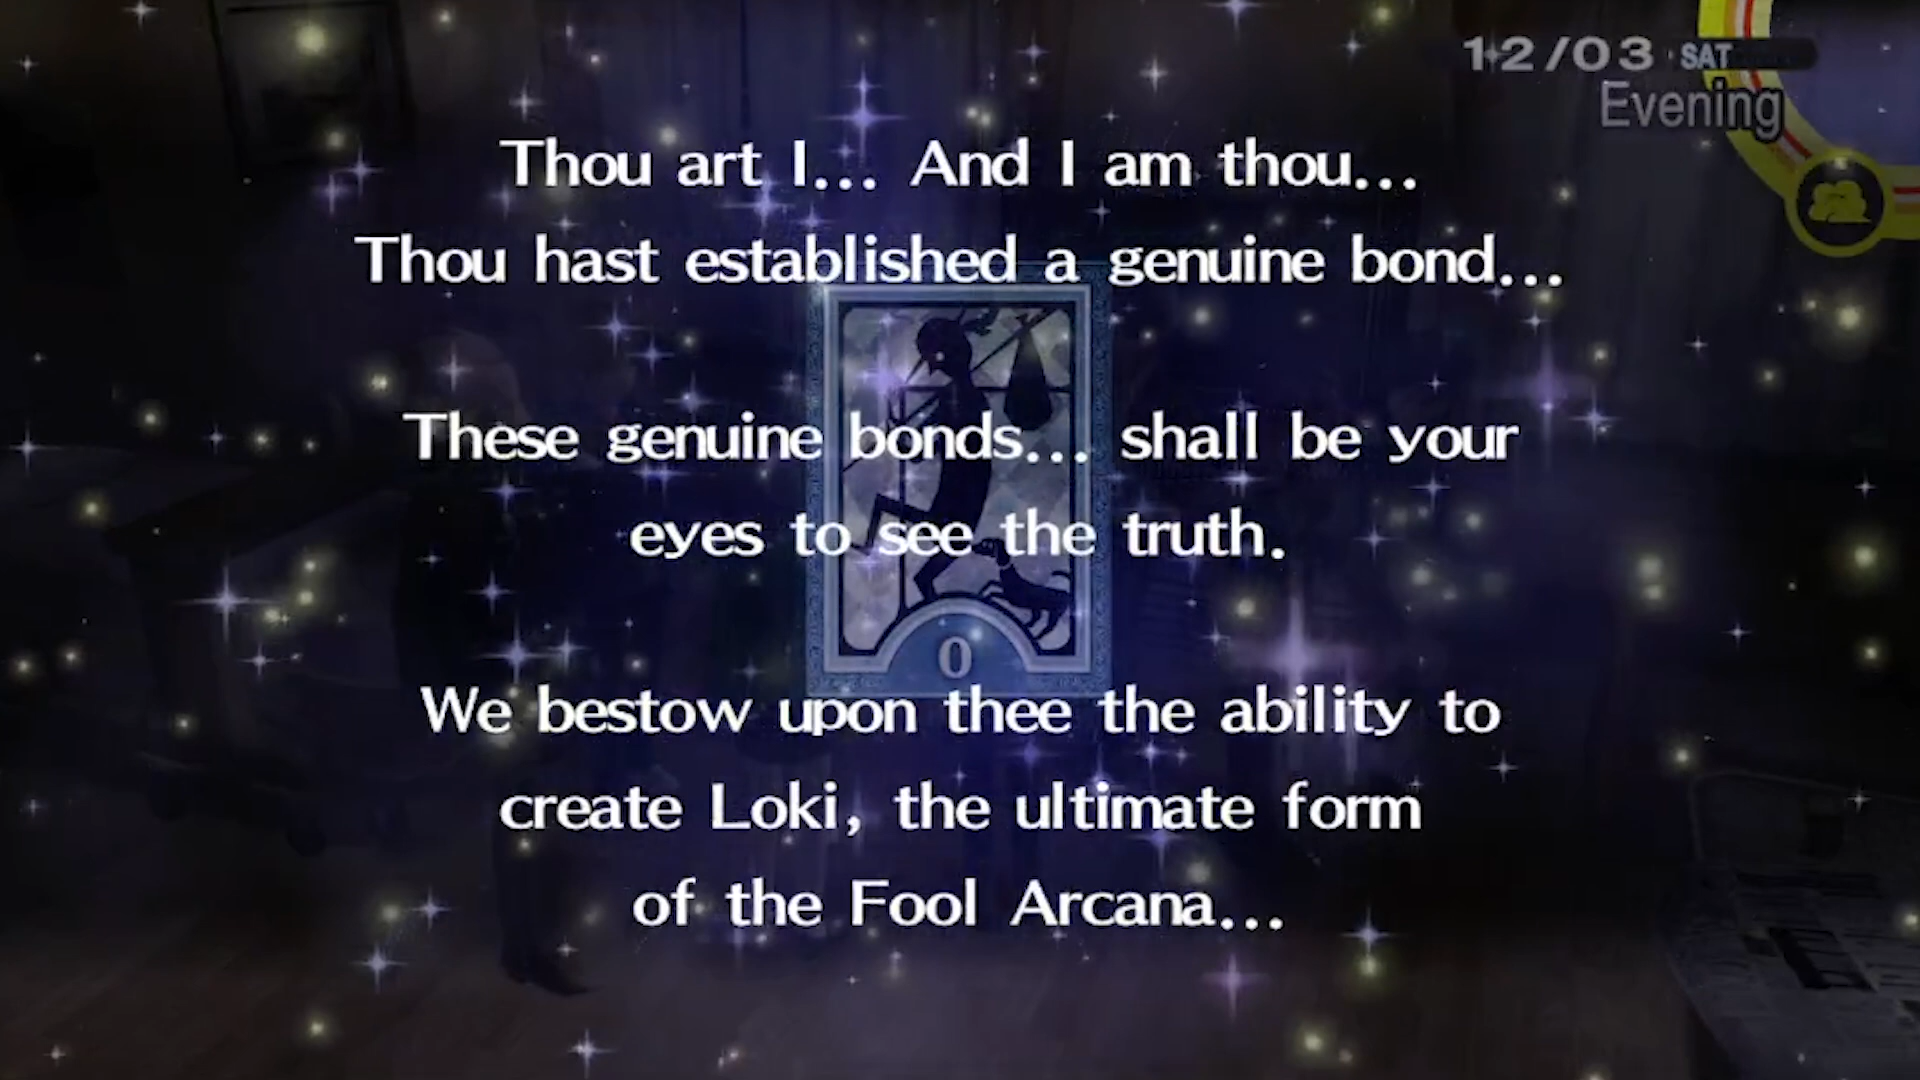 12/03 SAT
Evening
Thou art I... And I am thou...
Thou hast established a genuine bond...
These genuine bonds... shall be your
eyes to see the truth.
0
We bestow upon thee the ability to
create Loki, the ultimate form
of the Fool Arcana...